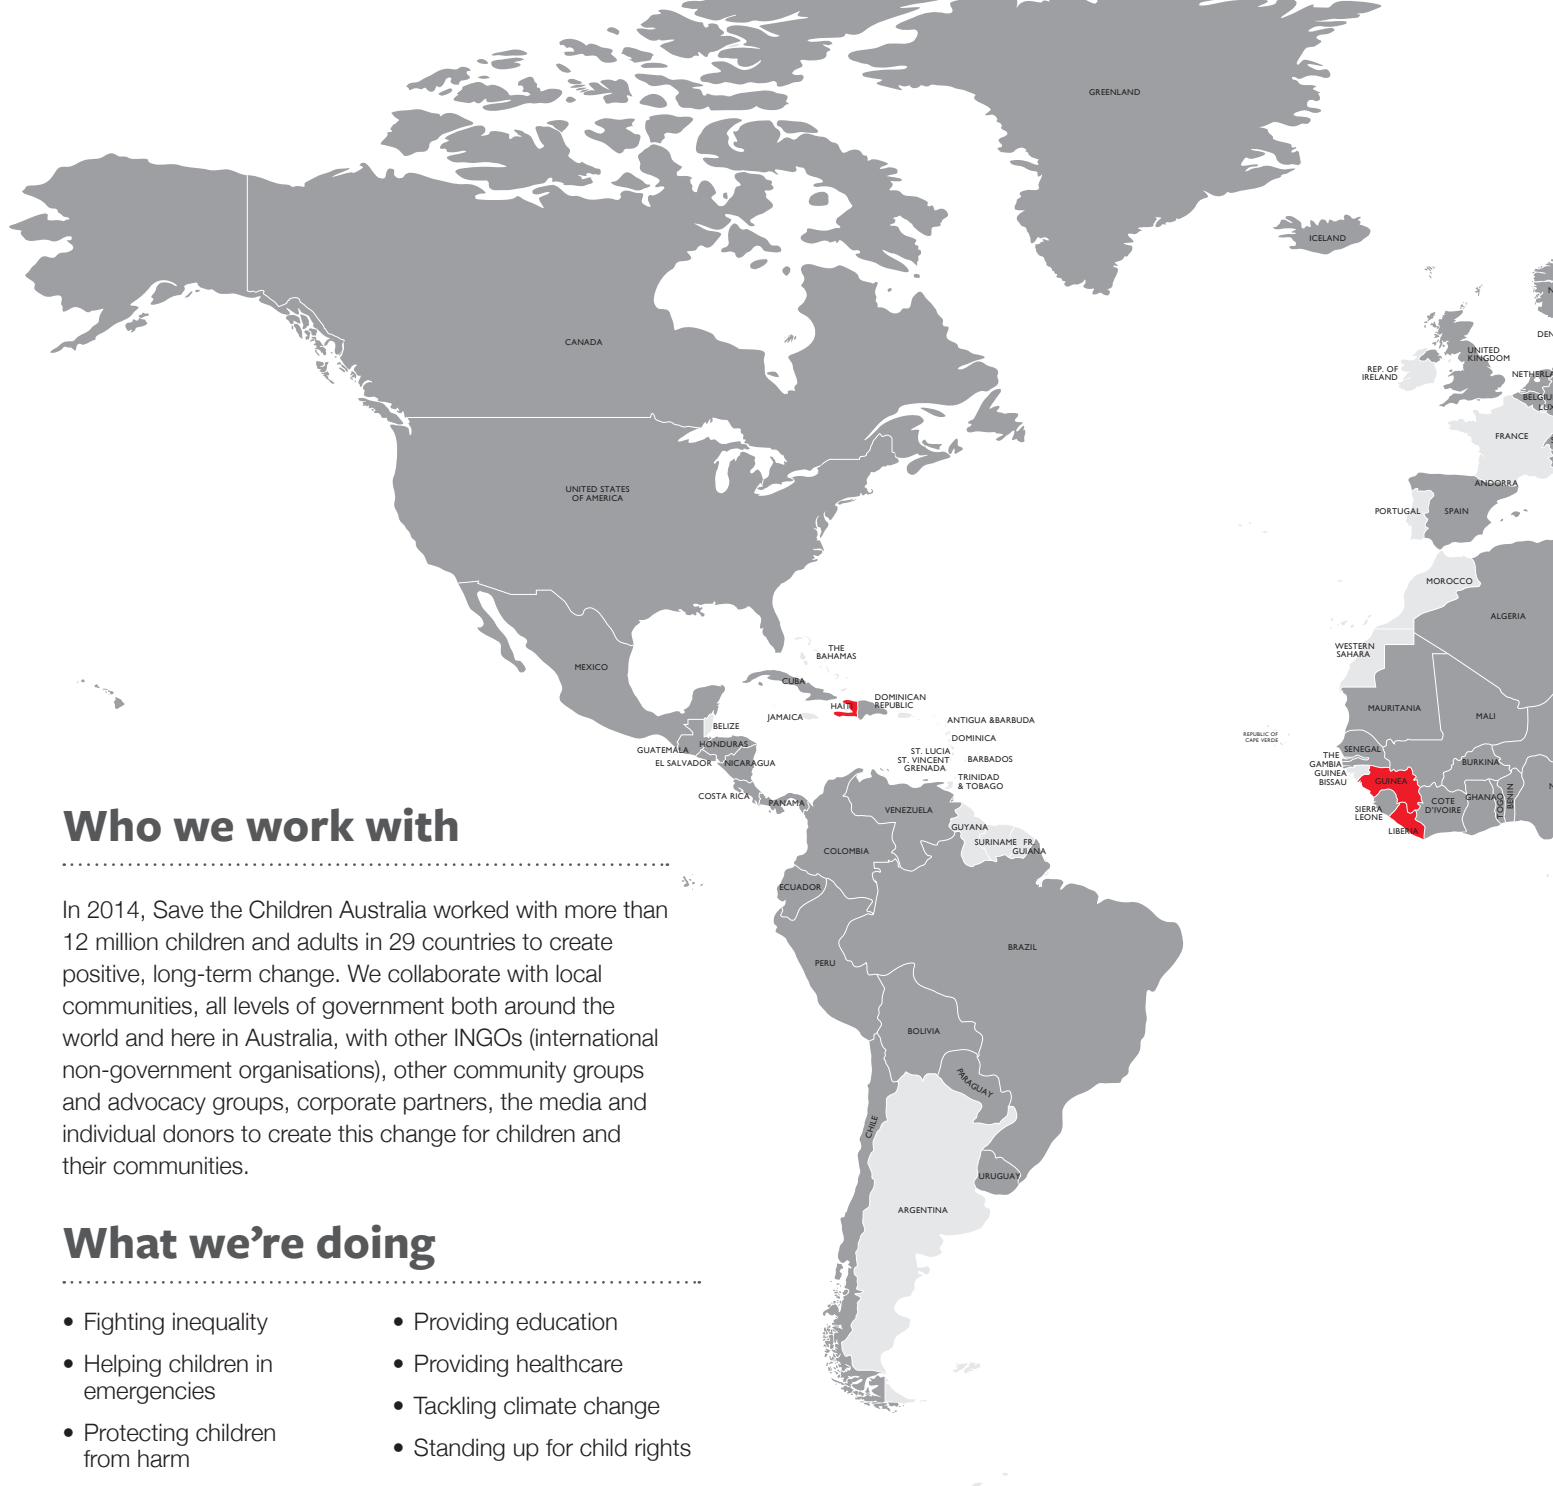 GREENLAND
ICELAND
CANADA
UNITED
KINGDOM
REP. OF
IRELAND
FRANCE
UNITED STATES
OF AMERICA
ANDORRA
PORTUGAL
SPAIN
MOROCCO
ALGERIA
WESTERN
SAHARA
THE
BAHAMAS
MEXICO
CUBA
HAITI
DOMINICAN
REPUBLIC
JAMAICA
BELIZE
ANTIGUA &BARBUDA
DOMINICA
GUATEMALA
HONDURAS
EL SALVADOR
NICARAGUA
ST. LUCIA
ST. VINCENT
GRENADA
BARBADOS
TRINIDAD
& TOBAGO
COSTA RICA
PANAMA
MAURITANIA
MALI
REPUBLIC OF
CAPE VERDE
SENEGAL
THE
GAMBIA
GUINEA
BISSAU
BURKINA
GUINEA
SIERRA
LEONE
LIBERIA
COTE
D'IVOIRE
GHANA
TOGO
BENIN
VENEZUELA
GUYANA
SURINAME
FR.
GUIANA
COLOMBIA
ECUADOR
BRAZIL
PERU
BOLIVIA
PARAGUAY
CHILE
URUGUAY
ARGENTINA
Who we work with
In 2014, Save the Children Australia worked with more than
12 million children and adults in 29 countries to create
positive, long-term change. We collaborate with local
communities, all levels of government both around the
world and here in Australia, with other INGOs (international
non-government organisations), other community groups
and advocacy groups, corporate partners, the media and
individual donors to create this change for children and
their communities.
What we're doing
• Fighting inequality
• Helping children in
emergencies
• Protecting children
from harm
• Providing education
• Providing healthcare
• Tackling climate change
• Standing up for child rights